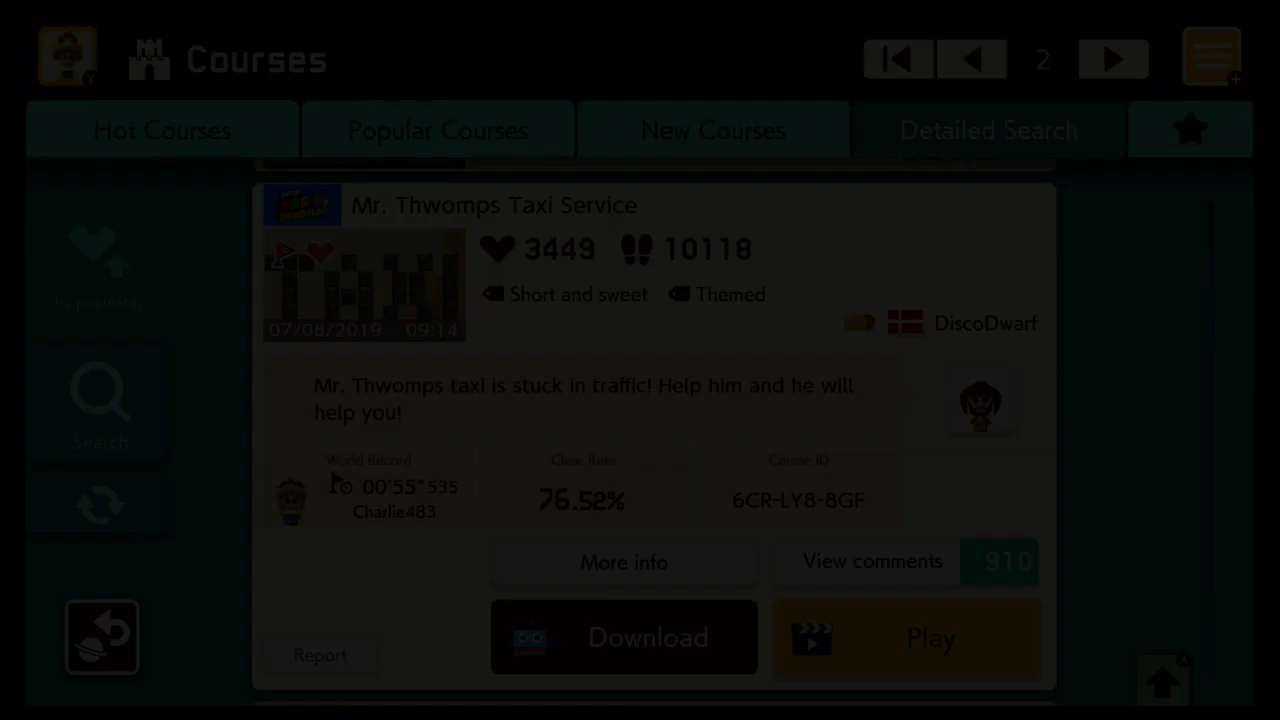 Courses
2
Hot Courses
Popular Courses
New Courses
Detailed Search
By popularity
Search
Mr. Thwomps Taxi Service
3449
10118
Short and sweet
Themed
07/08/2019 09:14
DiscoDwarf
Mr. Thwomps taxi is stuck in traffic! Help him and he will
help you!
World Record
00'55"535
Charlie483
Clear Rate
76.52%
Course ID
6CR-LY8-8GF
More info
View comments 910
Report
Download
Play